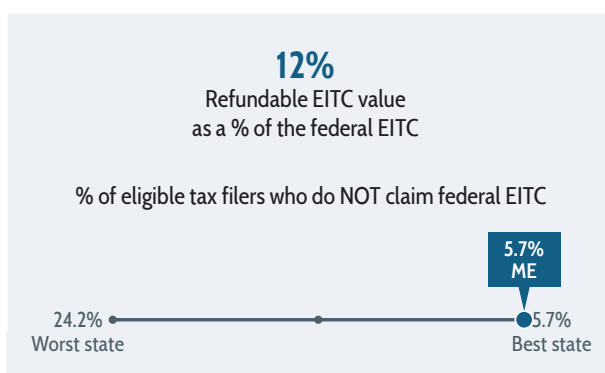 12%
Refundable EITC value
as a % of the federal EITC
% of eligible tax filers who do NOT claim federal EITC
5.7%
ME
24.2% 5.7%
Worst state Best state